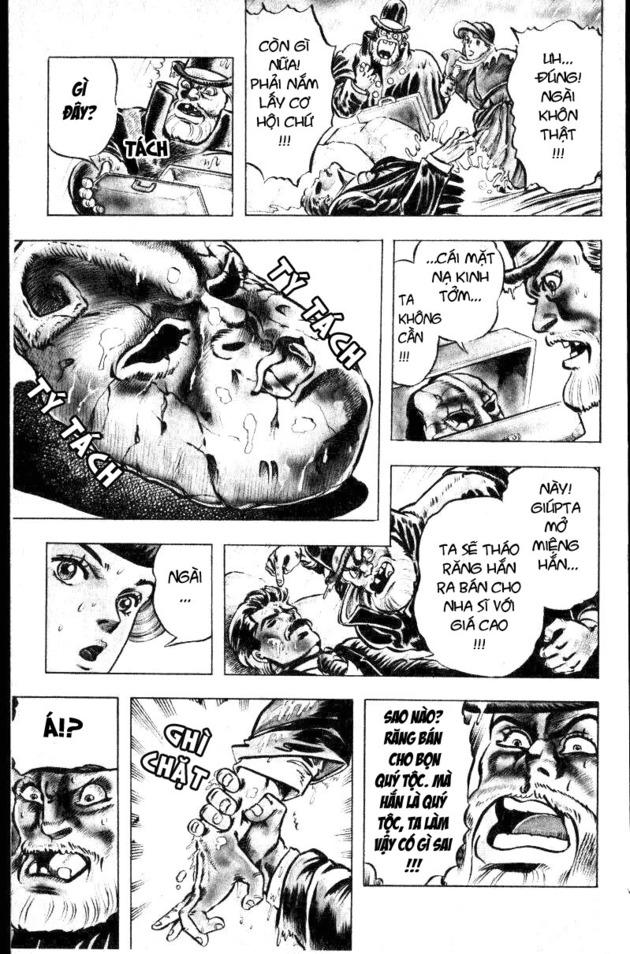 ƯH...
ĐÚNG!
NGÀI
KHÔN
THẬT
!!!
CÒN GÌ
NỮA!
PHẢI NẮM
LẤY CƠ
HỘI CHỨ
!!!
GÌ
ĐÂY?
TÁCH
...CÁI MẶT
NẠ KINH
TỞM...
TA
KHÔNG
CẦN
!!!
TÝ TÁCH
TÝ TÁCH
NÀY!
GIÚPTA
MỞ
MIỆNG
HẮN...
TA SẼ THÁO
RĂNG HẮN
RA BÁN CHO
NHA SĨ VỚI
GIÁ CAO
!!!
NGÀI
...
SAO NÀO?
RĂNG BÁN
CHO BỌN
QUÝ TỘC. MÀ
HẮN LÀ QUÝ
TỘC, TA LÀM
VẬY CÓ GÌ SAI
!!!
GHÌ
CHẶT
Á!?